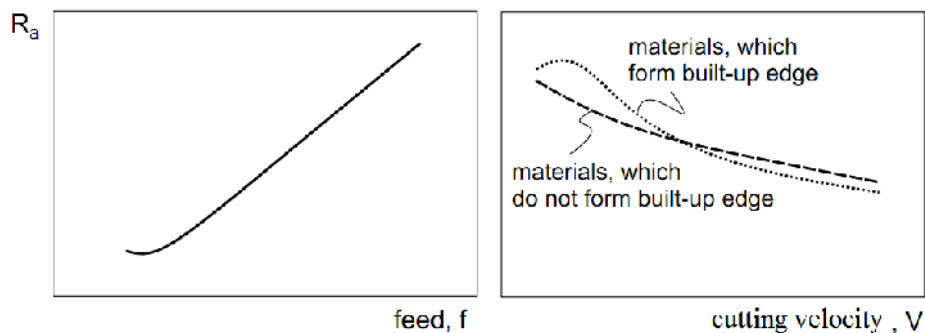 Ra
feed, f
materials, which
form built-up edge
materials, which
do not form built-up edge
cutting velocity , V